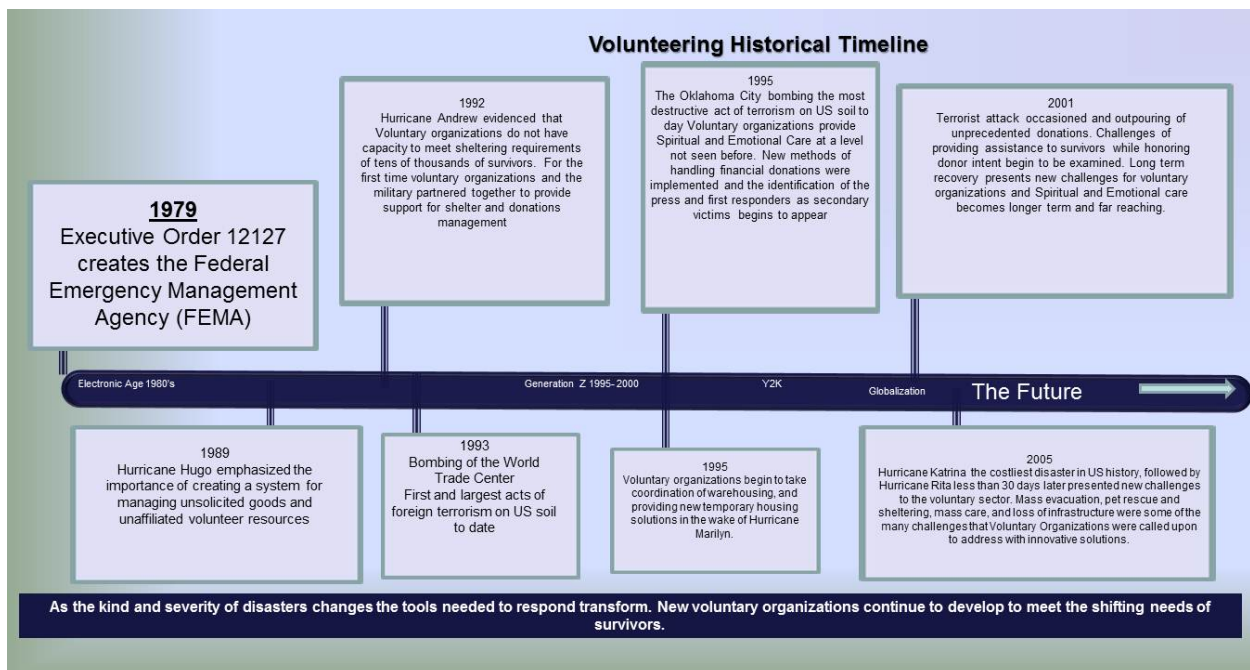 Volunteering Historical Timeline
1979
Executive Order 12127
creates the Federal
Emergency Management
Agency (FEMA)
1992
Hurricane Andrew evidenced that
Voluntary organizations do not have
capacity to meet sheltering requirements
of tens of thousands of survivors. For the
first time voluntary organizations and the
military partnered together to provide
support for shelter and donations
management
1995
The Oklahoma City bombing the most
destructive act of terrorism on US soil to
day Voluntary organizations provide
Spiritual and Emotional Care at a level
not seen before. New methods of
handling financial donations were
implemented and the identification of the
press and first responders as secondary
victims begins to appear
2001
Terrorist attack occasioned and outpouring of
unprecedented donations. Challenges of
providing assistance to survivors while honoring
donor intent begin to be examined. Long term
recovery presents new challenges for voluntary
organizations and Spiritual and Emotional care
becomes longer term and far reaching.
Electronic Age 1980's
Generation Z 1995- 2000
Y2K
Globalization
The Future
1989
Hurricane Hugo emphasized the
importance of creating a system for
managing unsolicited goods and
unaffiliated volunteer resources
1993
Bombing of the World
Trade Center
First and largest acts of
foreign terrorism on US soil
to date
1995
Voluntary organizations begin to take
coordination of warehousing, and
providing new temporary housing
solutions in the wake of Hurricane
Marilyn.
2005
Hurricane Katrina the costliest disaster in US history, followed by
Hurricane Rita less than 30 days later presented new challenges
to the voluntary sector. Mass evacuation, pet rescue and
sheltering, mass care, and loss of infrastructure were some of the
many challenges that Voluntary Organizations were called upon
to address with innovative solutions.
As the kind and severity of disasters changes the tools needed to respond transform. New voluntary organizations continue to develop to meet the shifting needs of
survivors.